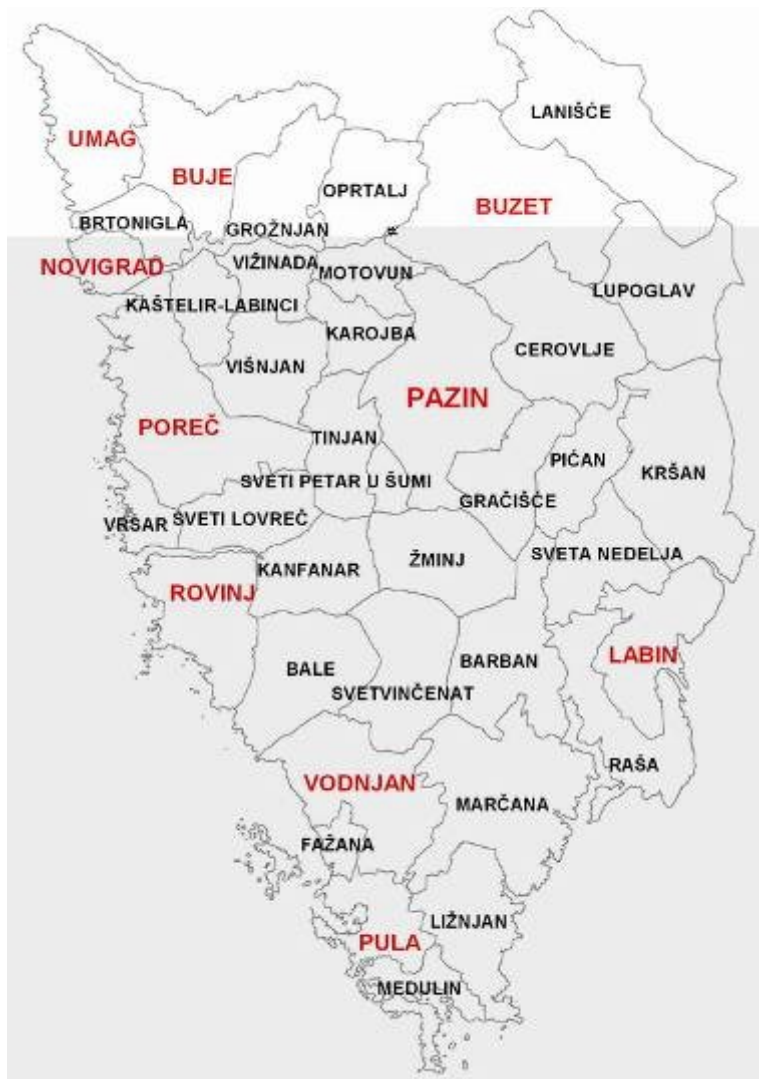 LANIŠĆE
UMAG
BUJE
OPRTALJ
BUZET
BRTONIGLA
GROŽNJAN
NOVIGRAD
VIŽINADA
MOTOVUN
LUPOGLAV
KAŠTELIR-LABINCI
KAROJBA
CEROVLJE
VIŠNJAN
PAZIN
POREČ
TINJAN
PIĆAN
KRŠAN
SVETI PETAR U ŠUMI
GRAČIŠĆE
VRSAR
SVETI LOVREČ
SVETA NEDELJA
KANFANAR
ŽMINJ
ROVINJ
LABIN
BALE
BARBAN
SVETVINČENAT
RAŠA
VODNJAN
MARČANA
FAŽANA
LIŽNJAN
PULA
MEDULIN